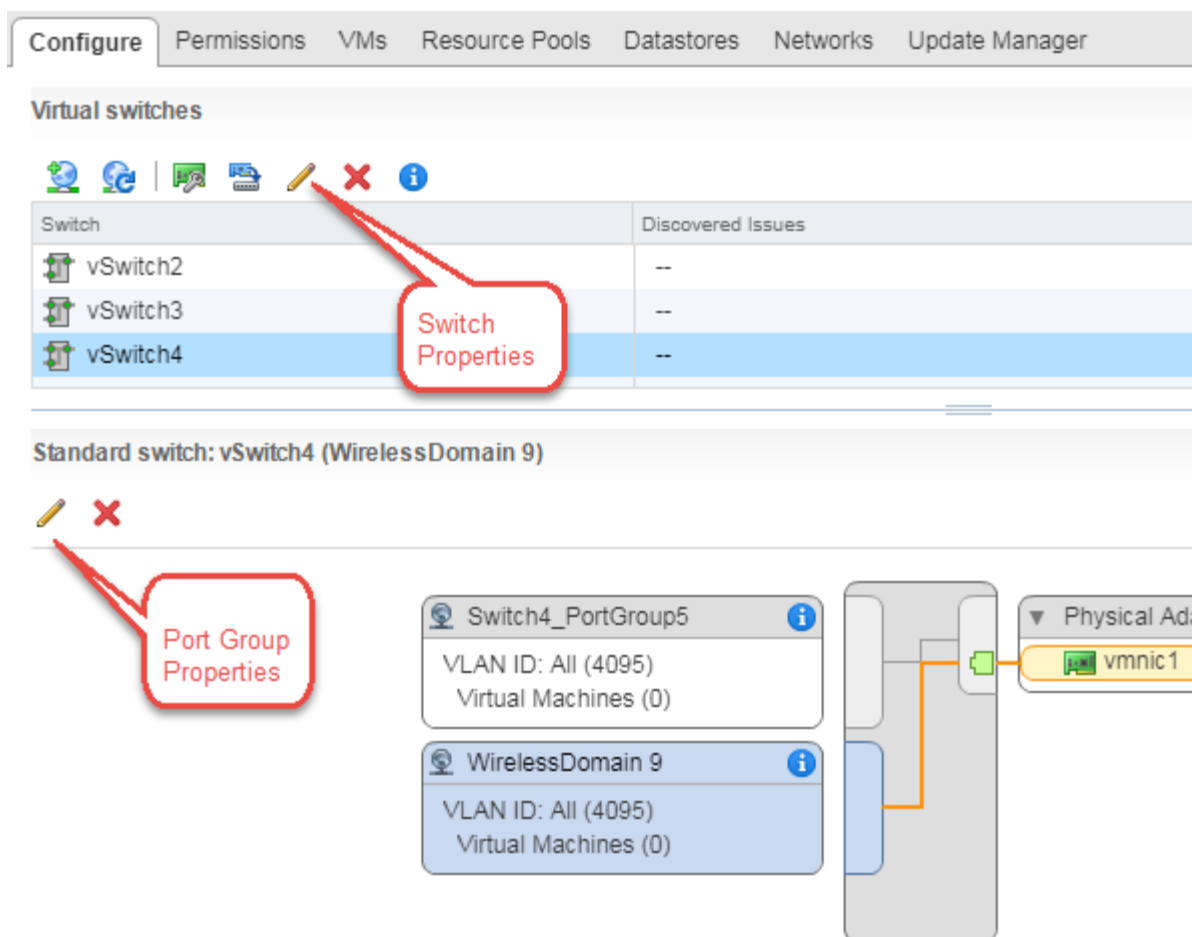 Configure Permissions VMs Resource Pools Datastores Networks Update Manager
Virtual switches
Switch Discovered Issues
vSwitch2 --
vSwitch3 --
vSwitch4 --
Switch
Properties
Standard switch: vSwitch4 (WirelessDomain 9)
Port Group
Properties
Switch4_PortGroup5
VLAN ID: All (4095)
Virtual Machines (0)
WirelessDomain 9
VLAN ID: All (4095)
Virtual Machines (0)
Physical Ada
vmnic1